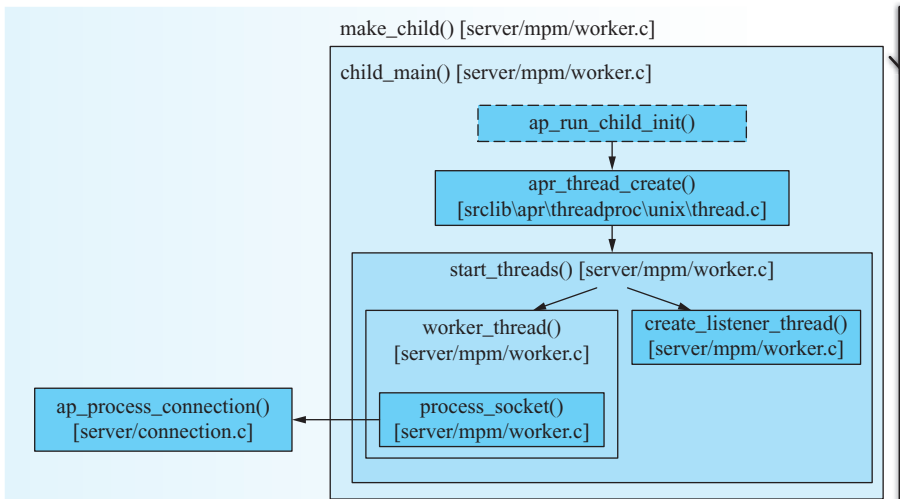 make_child() [server/mpm/worker.c]
child_main() [server/mpm/worker.c]
ap_run_child_init()
apr_thread_create()
[srclib\apr\threadproc\unix\thread.c]
start_threads() [server/mpm/worker.c]
worker_thread()
[server/mpm/worker.c]
create_listener_thread()
[server/mpm/worker.c]
process_socket()
[server/mpm/worker.c]
ap_process_connection()
[server/connection.c]